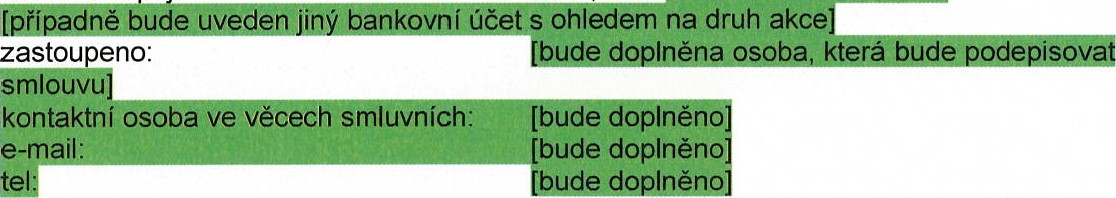 [případně bude uveden jiný bankovní účet s ohledem na druh akce]
zastoupeno: [bude doplněna osoba, která bude podepisovat
smlouvu]
kontaktní osoba ve věcech smluvních: [bude doplněno]
e-mail: [bude doplněno]
tel: [bude doplněno]